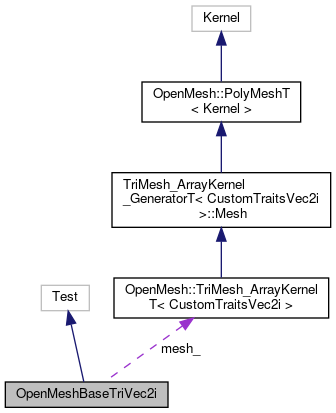 Kernel
OpenMesh::PolyMeshT
< Kernel >
TriMesh_ArrayKernel
_GeneratorT< CustomTraitsVec2i
>::Mesh
OpenMesh::TriMesh_ArrayKernel
T< CustomTraitsVec2i >
Test
mesh_
OpenMeshBaseTriVec2i